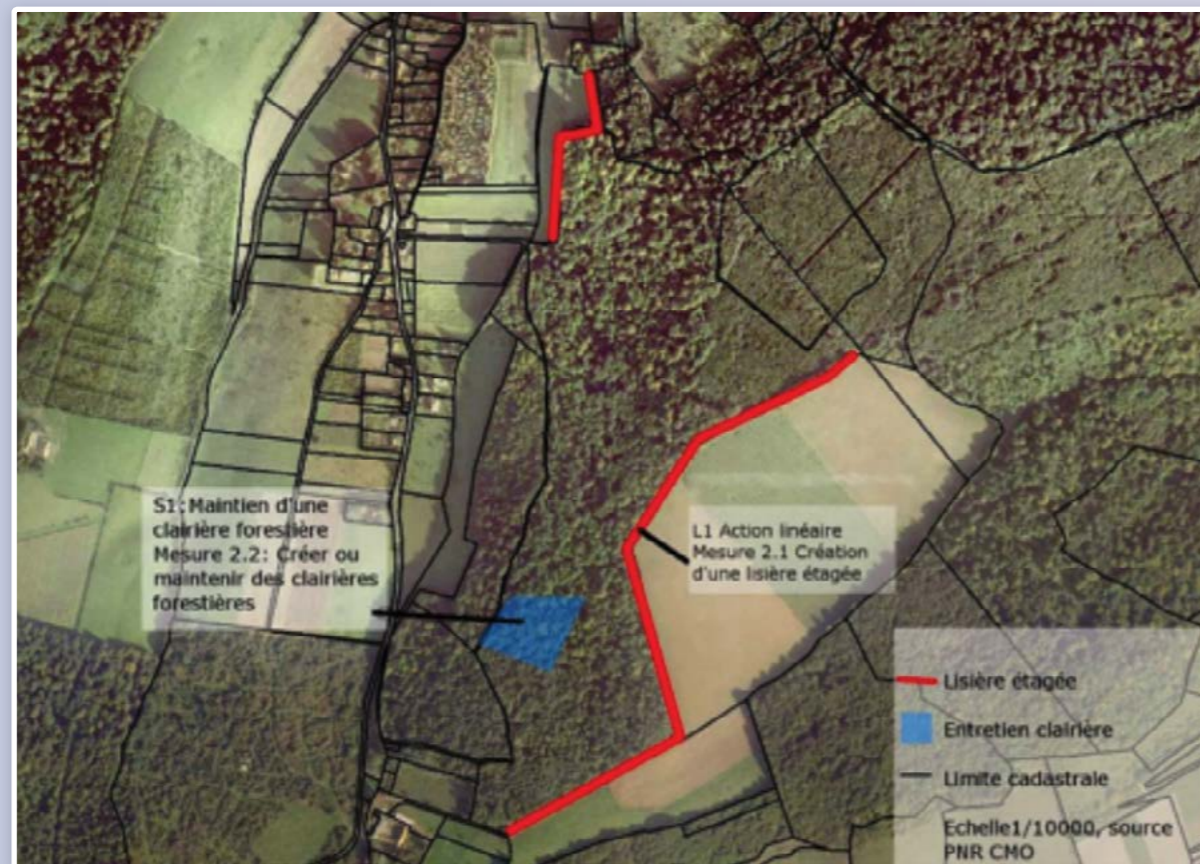 S1:Maintien d'une
clairière forestière
Mesure 2.2: Créer ou
maintenir des clairières
forestières
L1 Action linéaire
Mesure 2.1 Création
d'une lisière étagée
Lisière étagée
Entretien clairière
Limite cadastrale
Echelle1/10000, source
PNR CMO